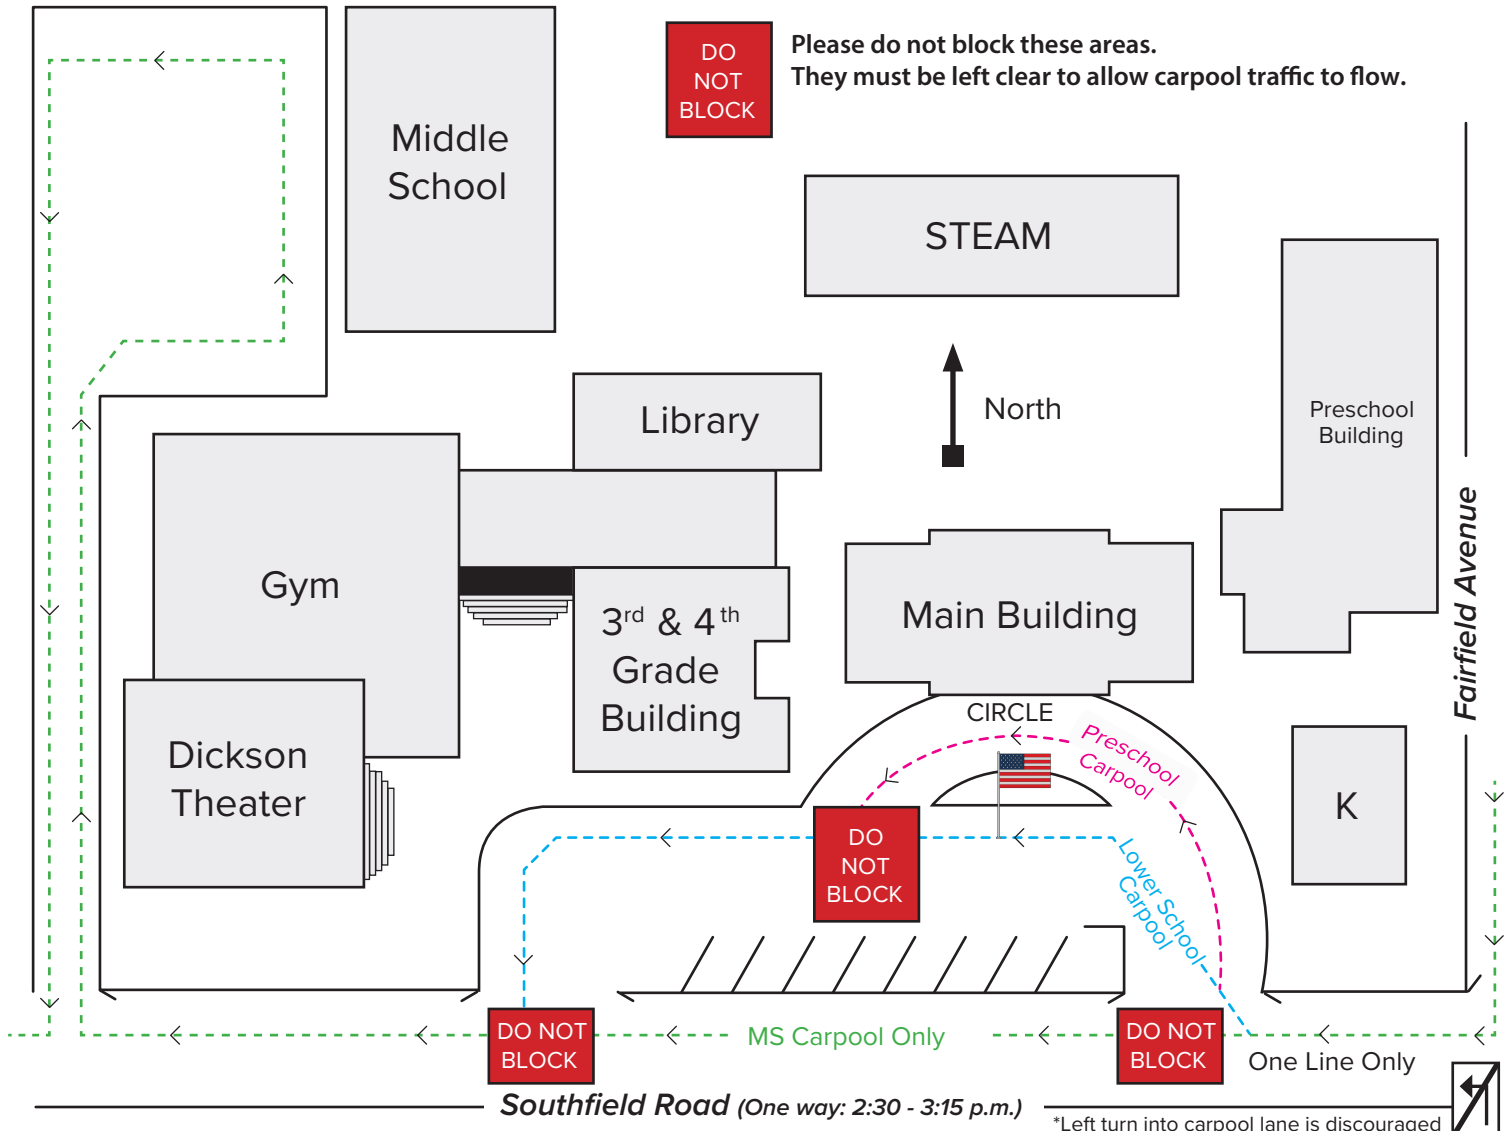 DO
NOT
BLOCK
Please do not block these areas.
They must be left clear to allow carpool traffic to flow.
Middle
School
STEAM
North
Library
Preschool
Building
Gym
3rd & 4th
Grade
Building
Main Building
Fairfield Avenue
CIRCLE
Preschool
Carpool
Dickson
Theater
K
DO
NOT
BLOCK
Lower School
Carpool
DO NOT
BLOCK
MS Carpool Only
DO NOT
BLOCK
One Line Only
Southfield Road (One way: 2:30 - 3:15 p.m.)
*Left turn into carpool lane is discouraged